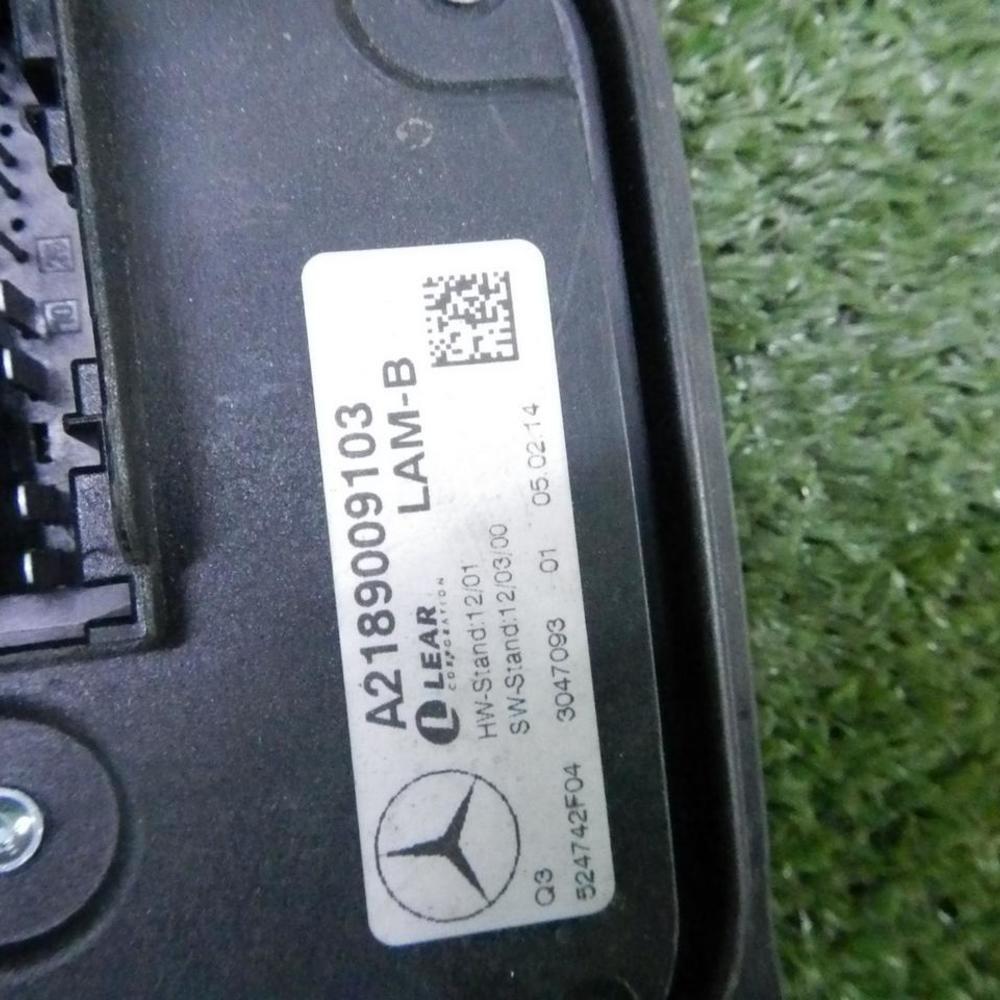 A2189009103
LAM-B
LEAR
CORPORATION
HW-Stand:12/01
SW-Stand:12/03/00
3047093 01 05.02.14
Q3
524742F04